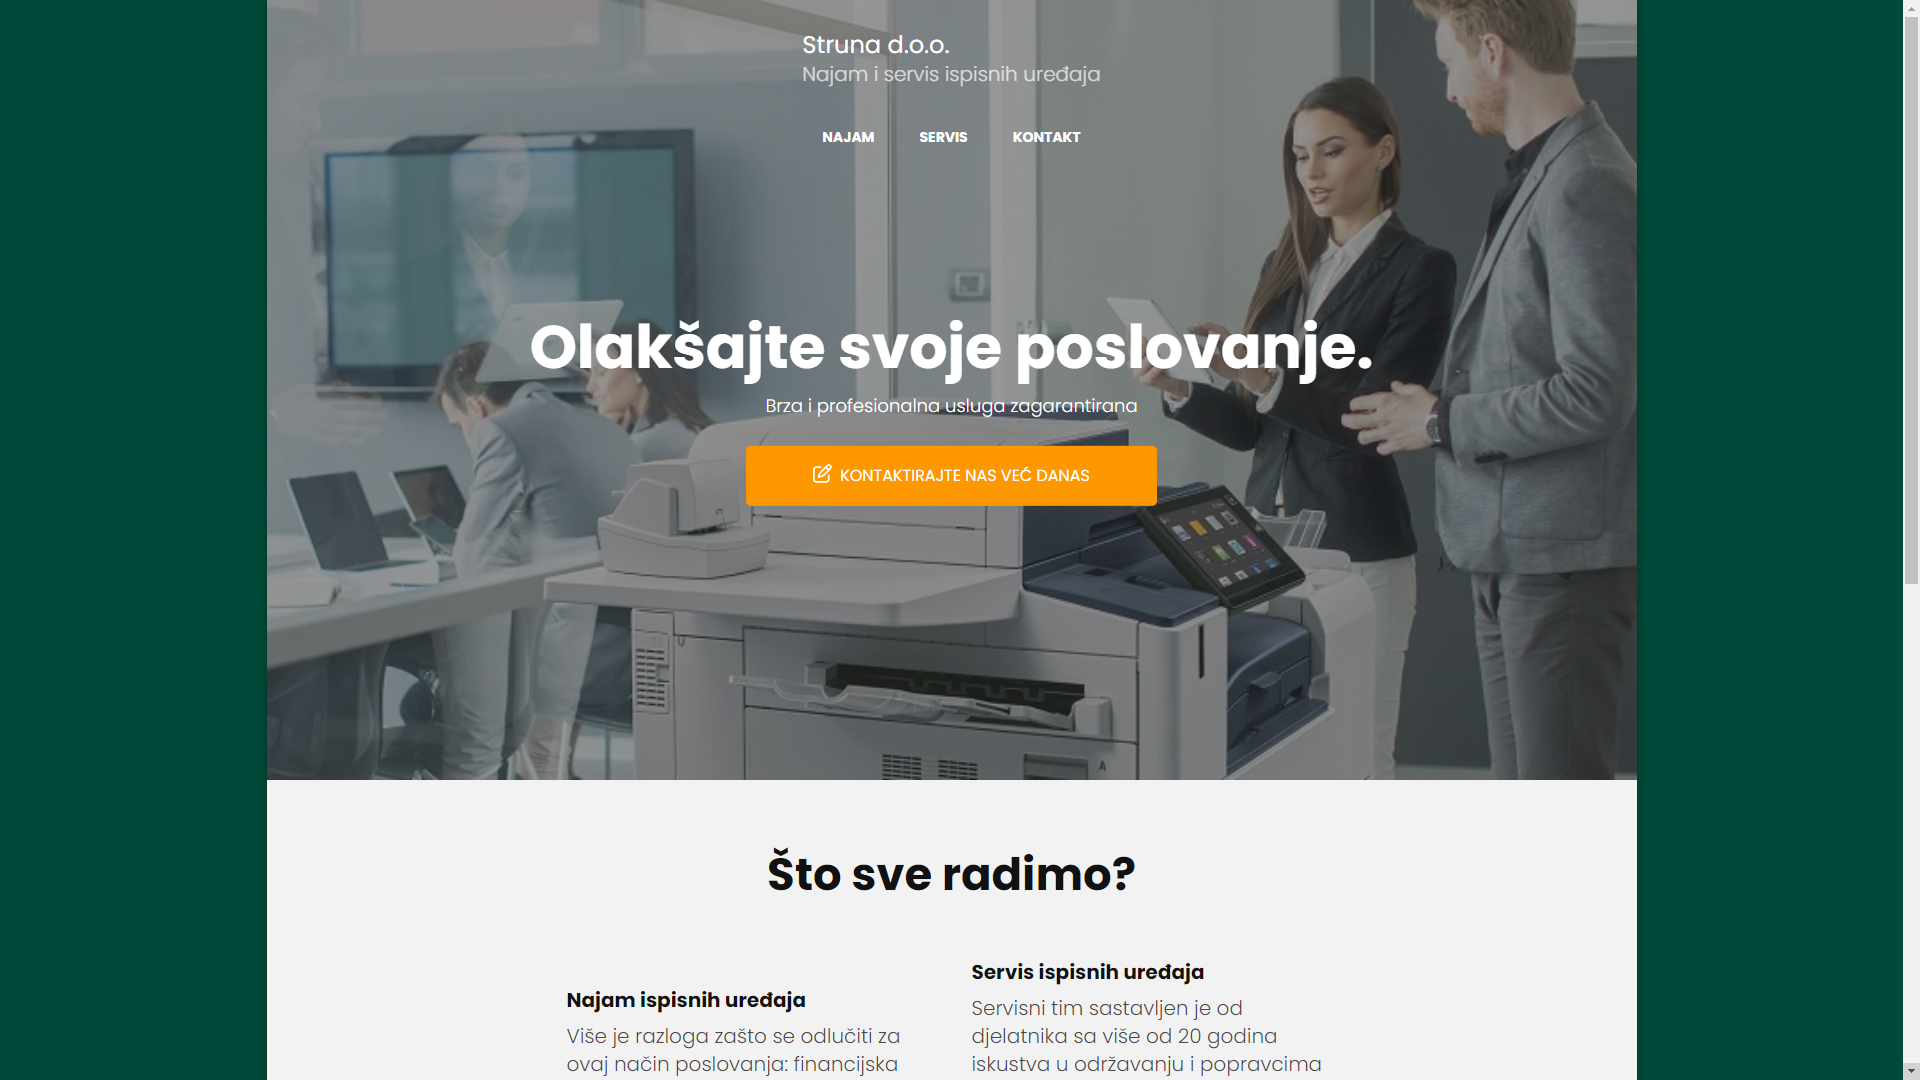 Struna d.o.o.
Najam i servis ispisnih uređaja
NAJAM SERVIS KONTAKT
Olakšajte svoje poslovanje.
Brza i profesionalna usluga zagarantirana
KONTAKTIRAJTE NAS VEĆ DANAS
A
Što sve radimo?
Najam ispisnih uređaja
Više je razloga zašto se odlučiti za
ovaj način poslovanja: financijska
Servis ispisnih uređaja
Servisni tim sastavljen je od
djelatnika sa više od 20 godina
iskustva u održavanju i popravcima